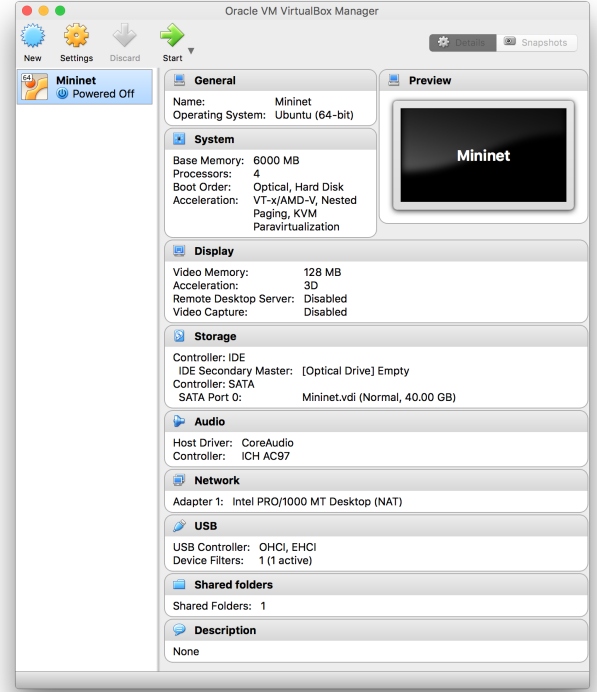 Oracle VM VirtualBox Manager
New
Settings
Discard
Start
Details
Snapshots
64
Mininet
Powered Off
General
Name: Mininet
Operating System: Ubuntu (64-bit)
Preview
Mininet
System
Base Memory: 6000 MB
Processors: 4
Boot Order: Optical, Hard Disk
Acceleration: VT-x/AMD-V, Nested
Paging, KVM
Paravirtualization
Display
Video Memory: 128 MB
Acceleration: 3D
Remote Desktop Server: Disabled
Video Capture: Disabled
Storage
Controller: IDE
IDE Secondary Master: [Optical Drive] Empty
Controller: SATA
SATA Port 0: Mininet.vdi (Normal, 40.00 GB)
Audio
Host Driver: CoreAudio
Controller: ICH AC97
Network
Adapter 1: Intel PRO/1000 MT Desktop (NAT)
USB
USB Controller: OHCI, EHCI
Device Filters: 1 (1 active)
Shared folders
Shared Folders: 1
Description
None